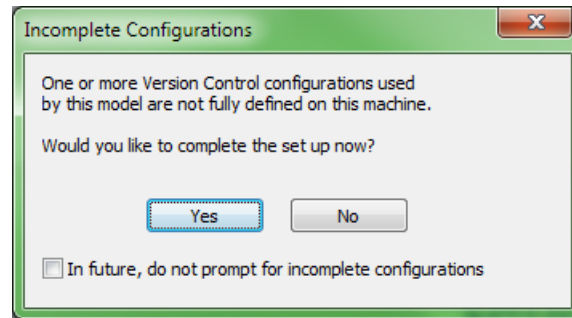 Incomplete Configurations
One or more Version Control configurations used
by this model are not fully defined on this machine.
Would you like to complete the set up now?
Yes
No
In future, do not prompt for incomplete configurations